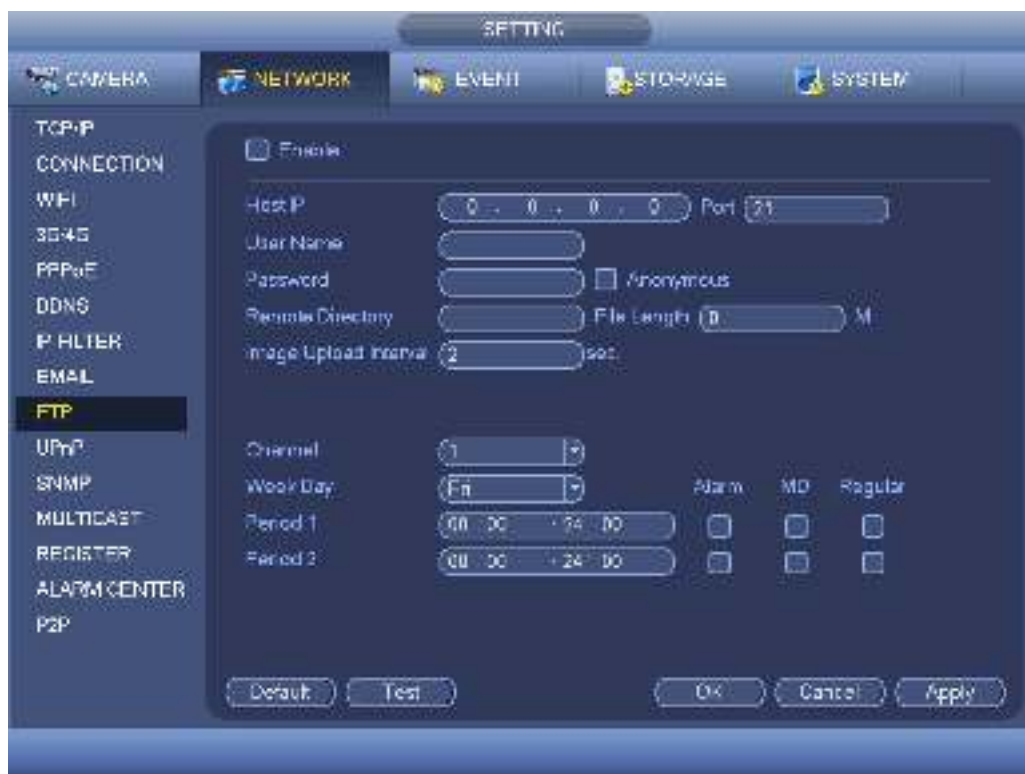 SETTING
CAMERA NETWORK EVENT STORAGE SYSTEM
TCP/IP
CONNECTION
WIFI
3G/4G
PPPoE
DDNS
IP FILTER
EMAIL
FTP
UPnP
SNMP
MULTICAST
REGISTER
ALARM CENTER
P2P
Enable
Host IP 0 . 0 . 0 . 0 Port 21
User Name
Password Anonymous
Remote Directory File Length 0 M
Image Upload Interval 2 sec.
Channel 1
Week Day Fri Alarm MD Regular
Period 1 00 : 00 - 24 : 00
Period 2 00 : 00 - 24 : 00
Default Test OK Cancel Apply